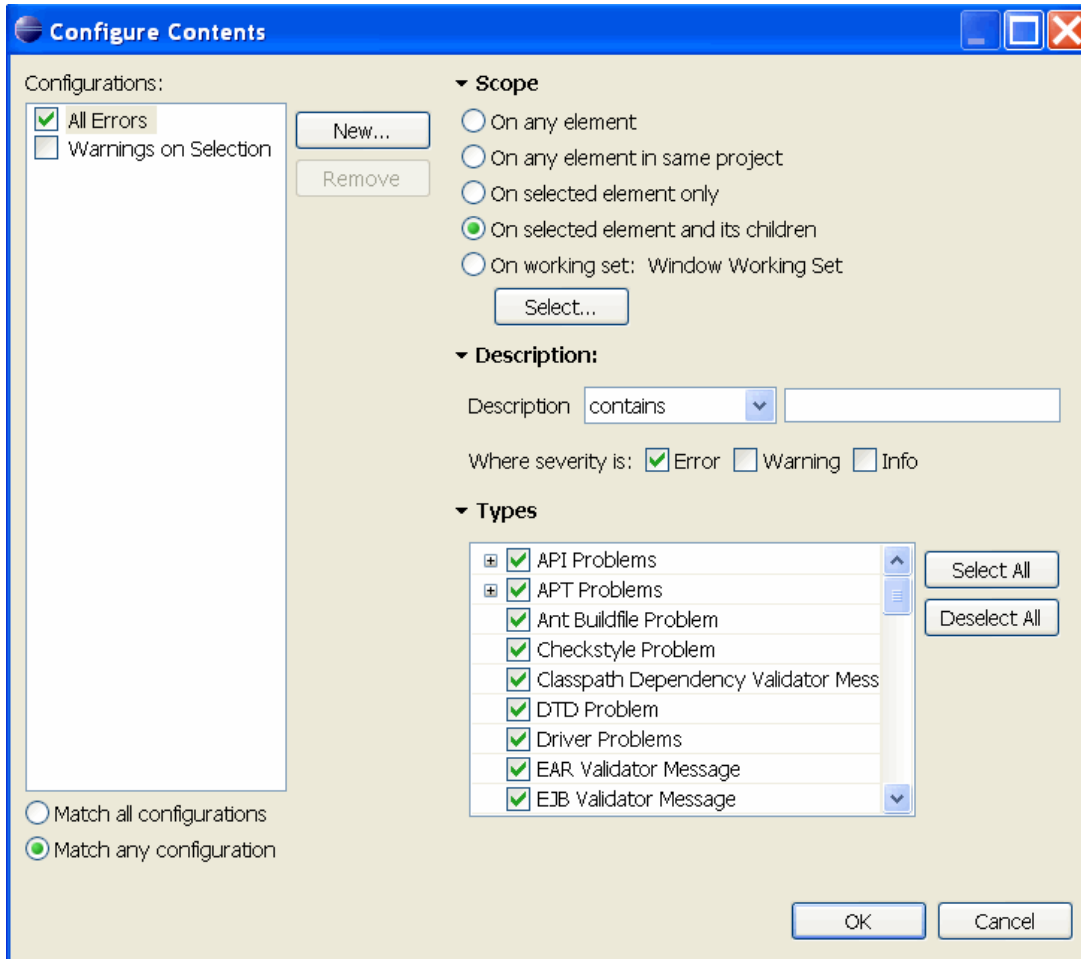 Configure Contents
Configurations:
All Errors
Warnings on Selection
New...
Remove
Match all configurations
Match any configuration
Scope
On any element
On any element in same project
On selected element only
On selected element and its children
On working set: Window Working Set
Select...
Description:
Description contains
Where severity is: Error Warning Info
Types
API Problems
APT Problems
Ant Buildfile Problem
Checkstyle Problem
Classpath Dependency Validator Mess
DTD Problem
Driver Problems
EAR Validator Message
EJB Validator Message
Select All
Deselect All
OK Cancel